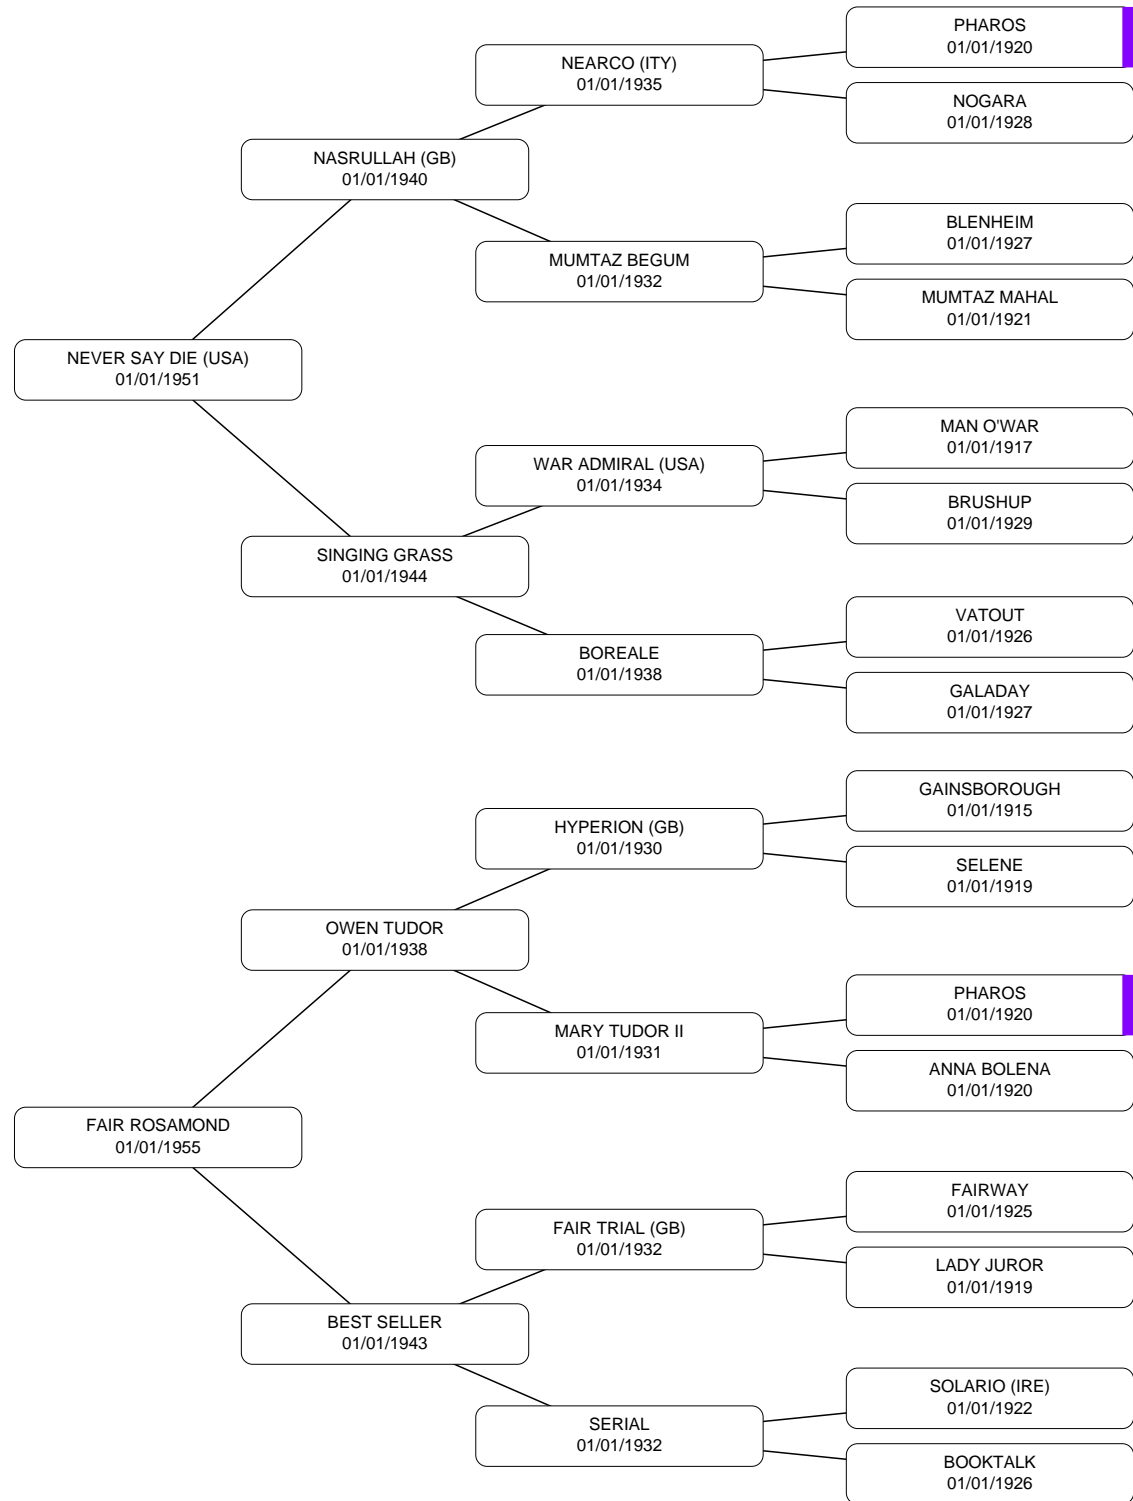 PHAROS
01/01/1920
NEARCO (ITY)
01/01/1935
NOGARA
01/01/1928
NASRULLAH (GB)
01/01/1940
BLENHEIM
01/01/1927
MUMTAZ BEGUM
01/01/1932
MUMTAZ MAHAL
01/01/1921
NEVER SAY DIE (USA)
01/01/1951
MAN O'WAR
01/01/1917
WAR ADMIRAL (USA)
01/01/1934
BRUSHUP
01/01/1929
SINGING GRASS
01/01/1944
VATOUT
01/01/1926
BOREALE
01/01/1938
GALADAY
01/01/1927
GAINSBOROUGH
01/01/1915
HYPERION (GB)
01/01/1930
SELENE
01/01/1919
OWEN TUDOR
01/01/1938
PHAROS
01/01/1920
MARY TUDOR II
01/01/1931
ANNA BOLENA
01/01/1920
FAIR ROSAMOND
01/01/1955
FAIRWAY
01/01/1925
FAIR TRIAL (GB)
01/01/1932
LADY JUROR
01/01/1919
BEST SELLER
01/01/1943
SOLARIO (IRE)
01/01/1922
SERIAL
01/01/1932
BOOKTALK
01/01/1926